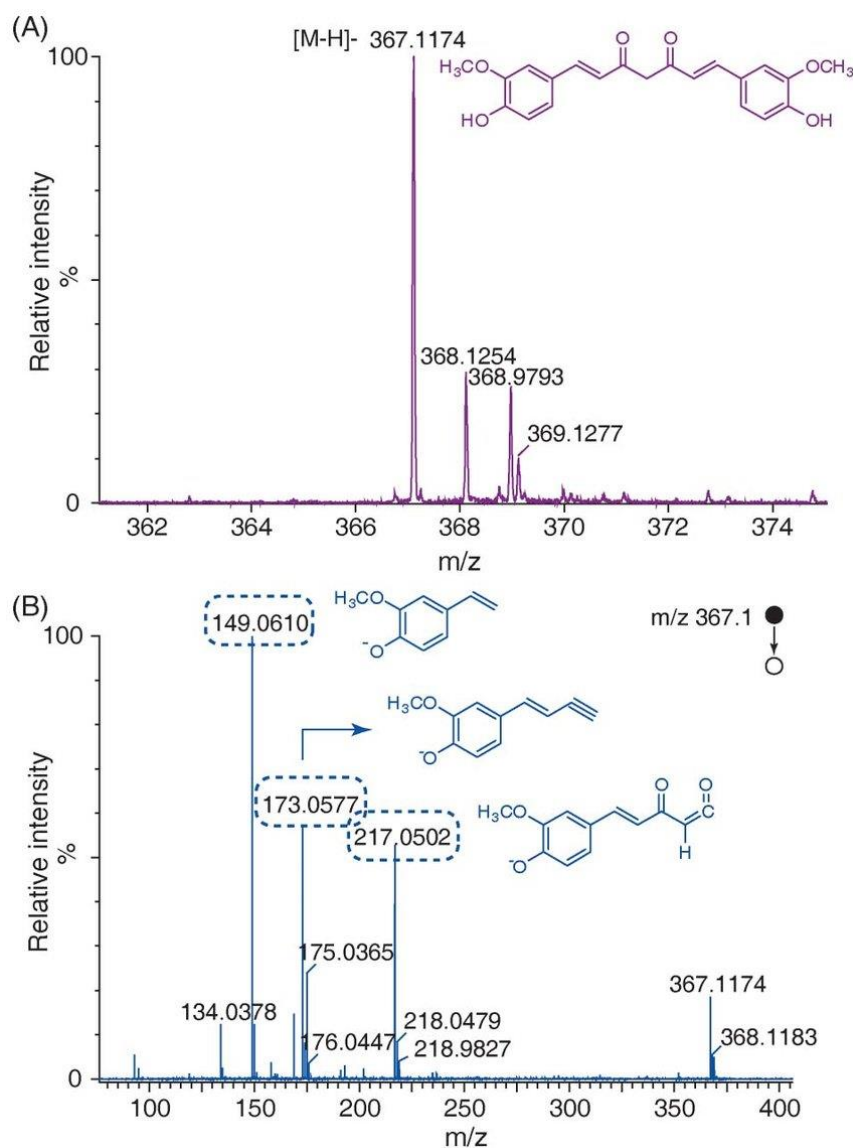 (A)
[M-H]- 367.1174
100
Relative intensity
%
0
368.1254
368.9793
369.1277
H₃CO
HO
O
O
OCH₃
OH
362 364 366 368 370 372 374
m/z
(B)
100
Relative intensity
%
0
149.0610
H₃CO
⁻O
m/z 367.1
H₃CO
⁻O
173.0577
217.0502
H₃CO
⁻O
O
O
C
H
175.0365
134.0378
176.0447
218.0479
218.9827
367.1174
368.1183
100 150 200 250 300 350 400
m/z